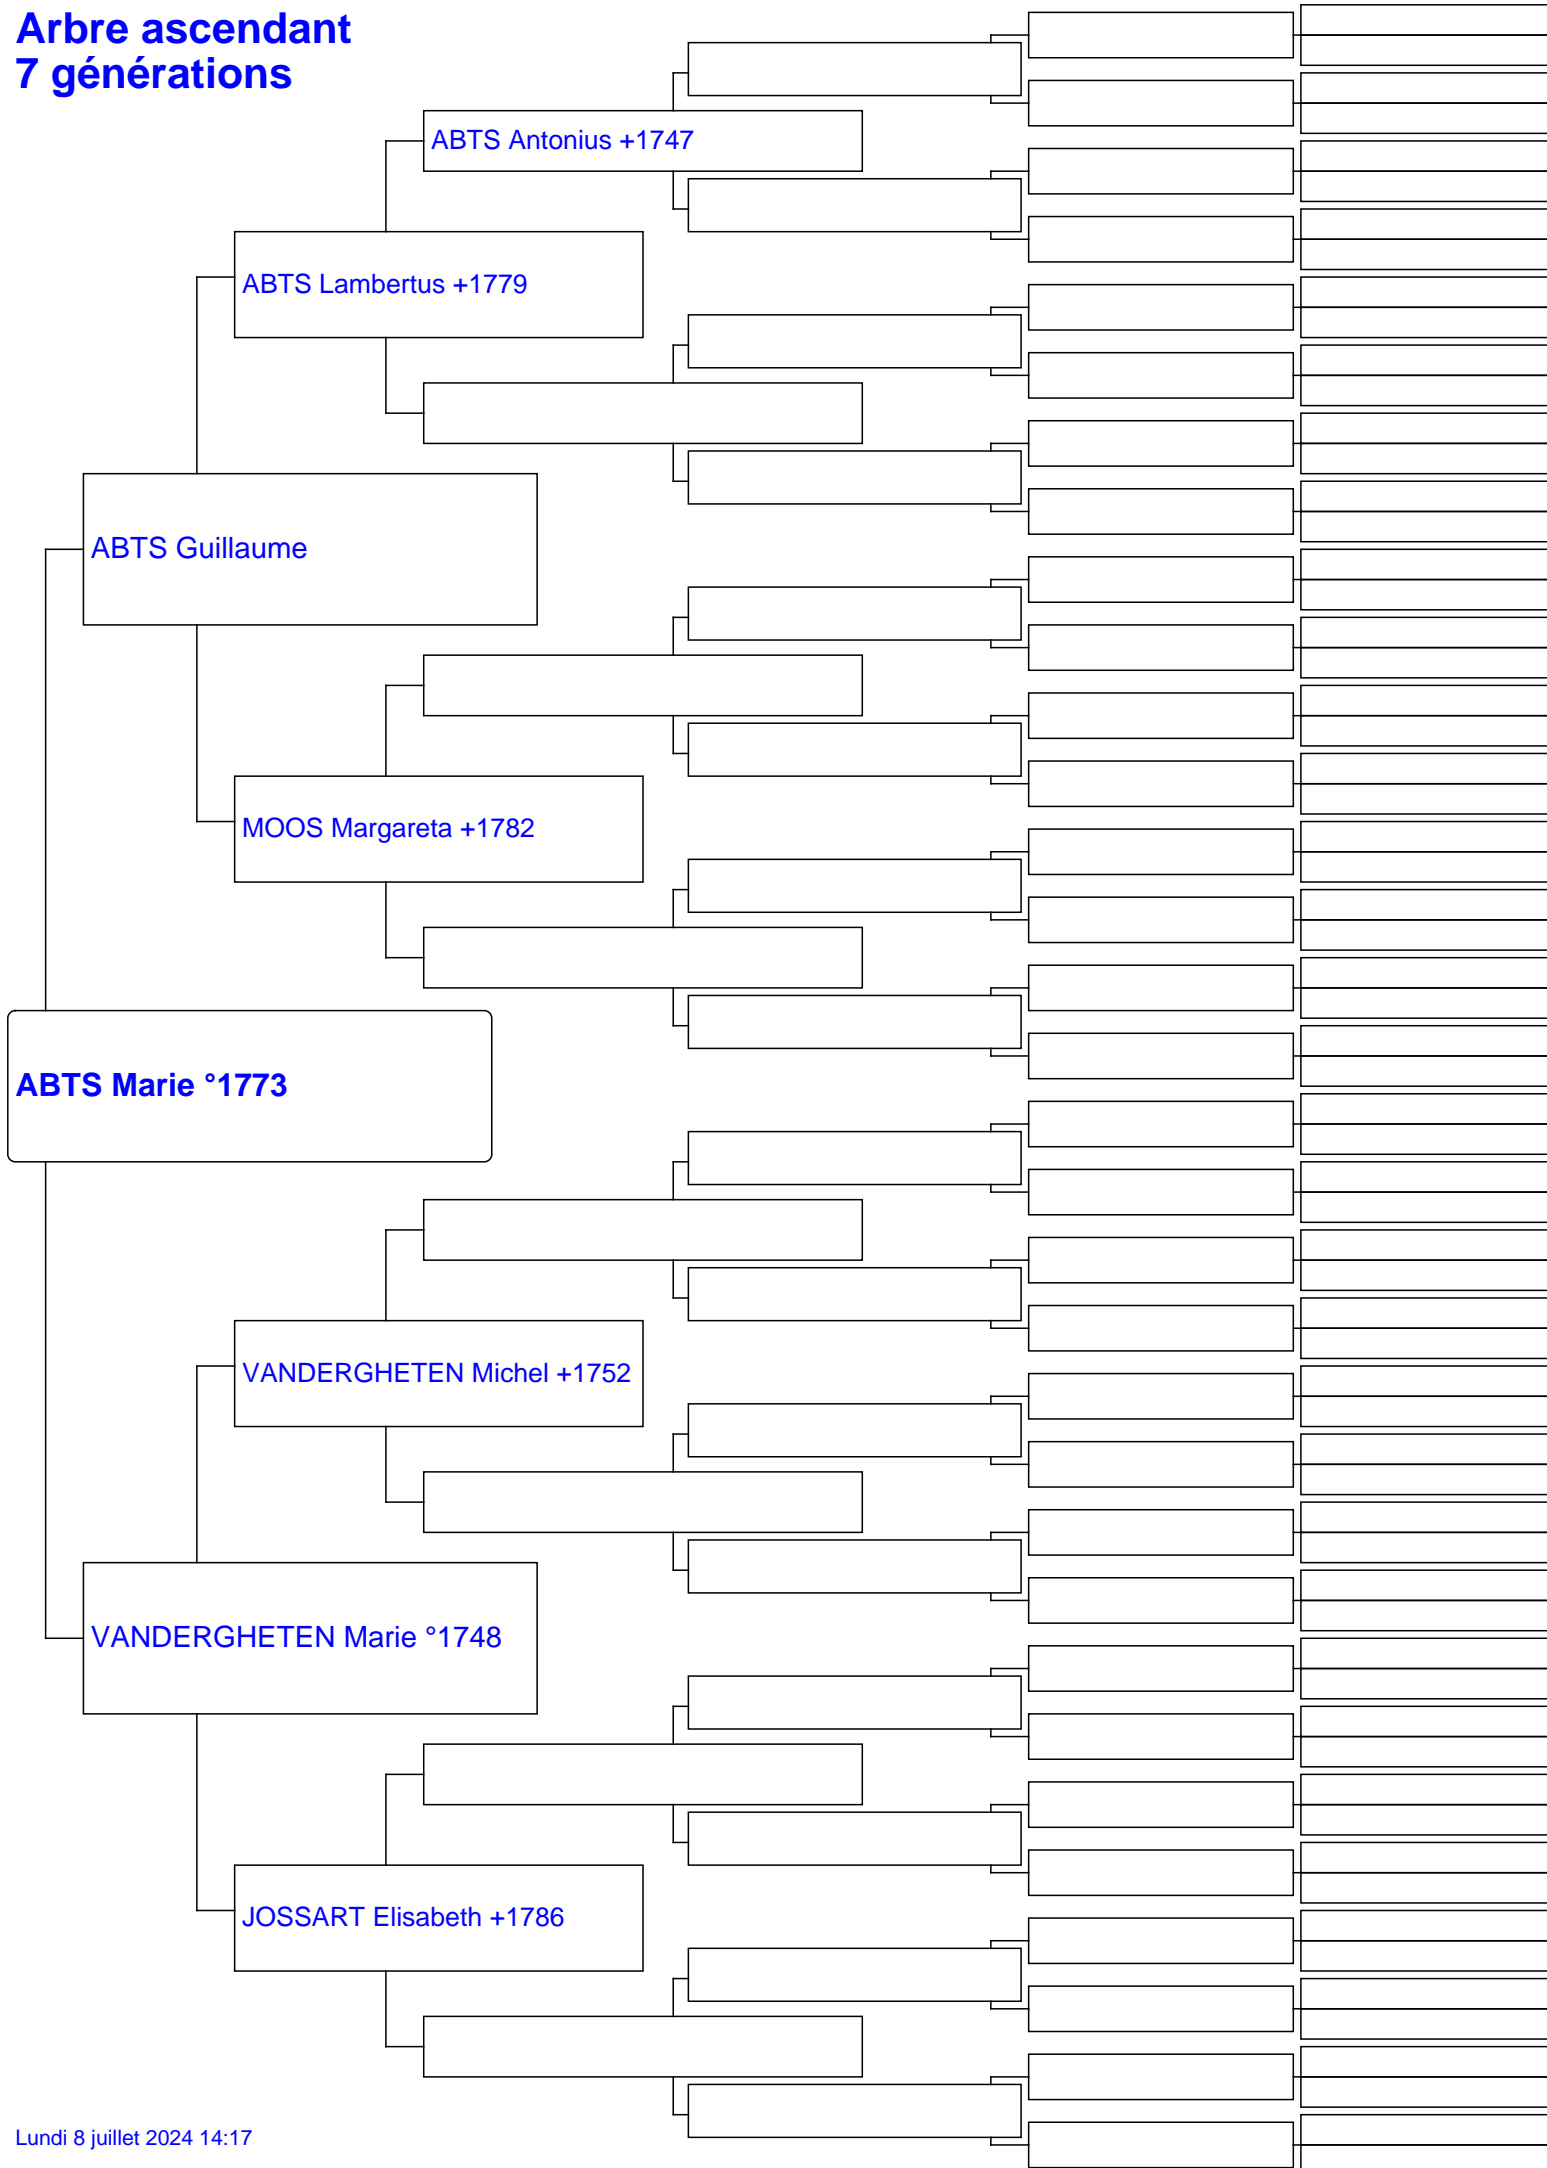 Arbre ascendant
7 générations
ABTS Antonius +1747
ABTS Lambertus +1779
ABTS Guillaume
MOOS Margareta +1782
ABTS Marie °1773
VANDERGHETEN Michel +1752
VANDERGHETEN Marie °1748
JOSSART Elisabeth +1786
Lundi 8 juillet 2024 14:17